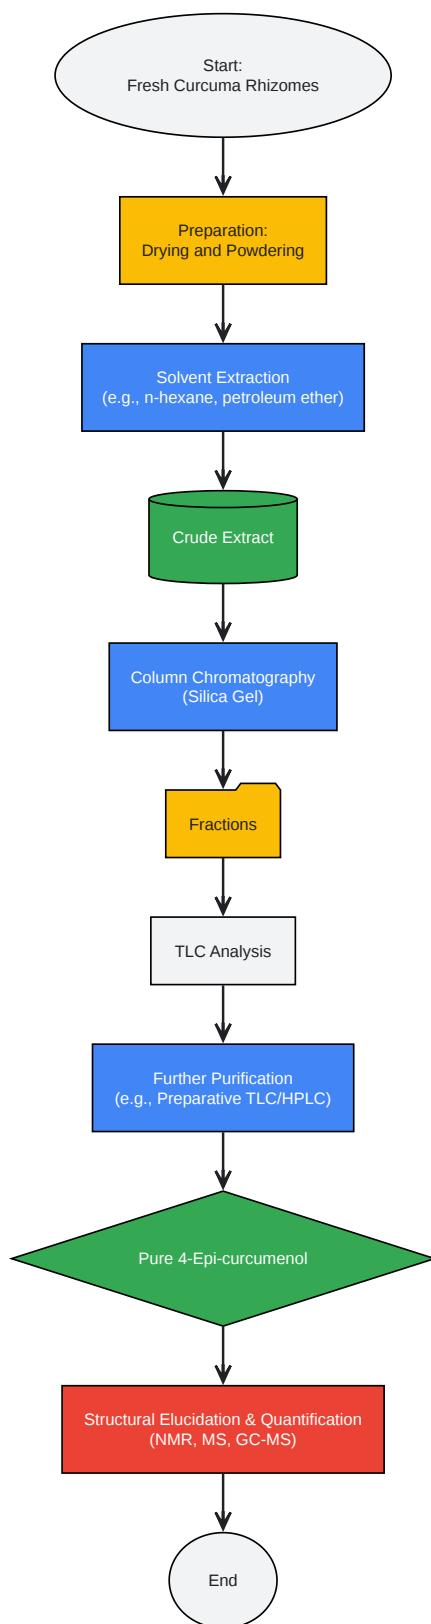 Start:
Fresh Curcuma Rhizomes
Preparation:
Drying and Powdering
Solvent Extraction
(e.g., n-hexane, petroleum ether)
Crude Extract
Column Chromatography
(Silica Gel)
Fractions
TLC Analysis
Further Purification
(e.g., Preparative TLC/HPLC)
Pure 4-Epi-curcumenol
Structural Elucidation & Quantification
(NMR, MS, GC-MS)
End